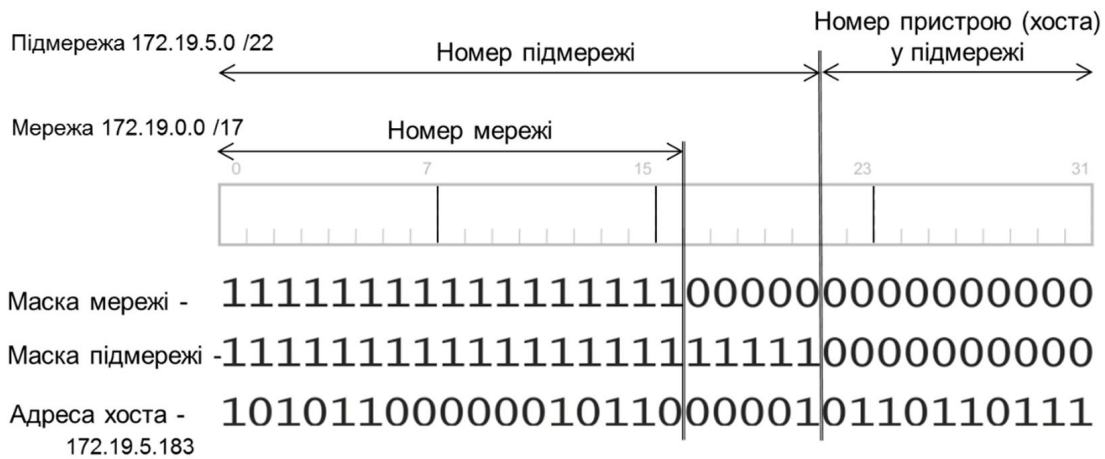 Номер пристрою (хоста)
у підмережі
Підмережа 172.19.5.0 /22
Номер підмережі
Мережа 172.19.0.0 /17
Номер мережі
0 7 15 23 31
Маска мережі - 11111111111111111000000000000000
Маска підмережі - 11111111111111111111110000000000
Адреса хоста - 10101100000010110000010110110111
172.19.5.183